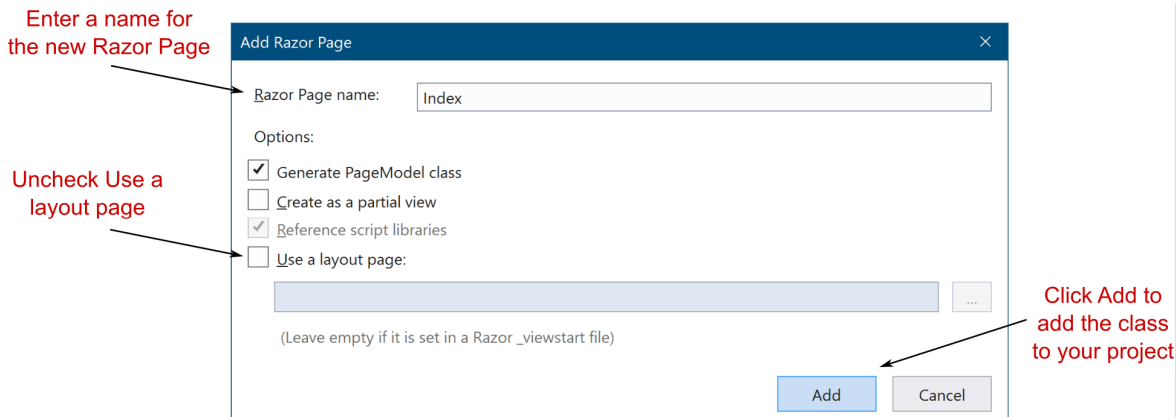 Enter a name for
the new Razor Page
Add Razor Page
Razor Page name:
Index
Options:
Generate PageModel class
Create as a partial view
Reference script libraries
Uncheck Use a
layout page
Use a layout page:
...
(Leave empty if it is set in a Razor _viewstart file)
Click Add to
add the class
to your project
Add
Cancel